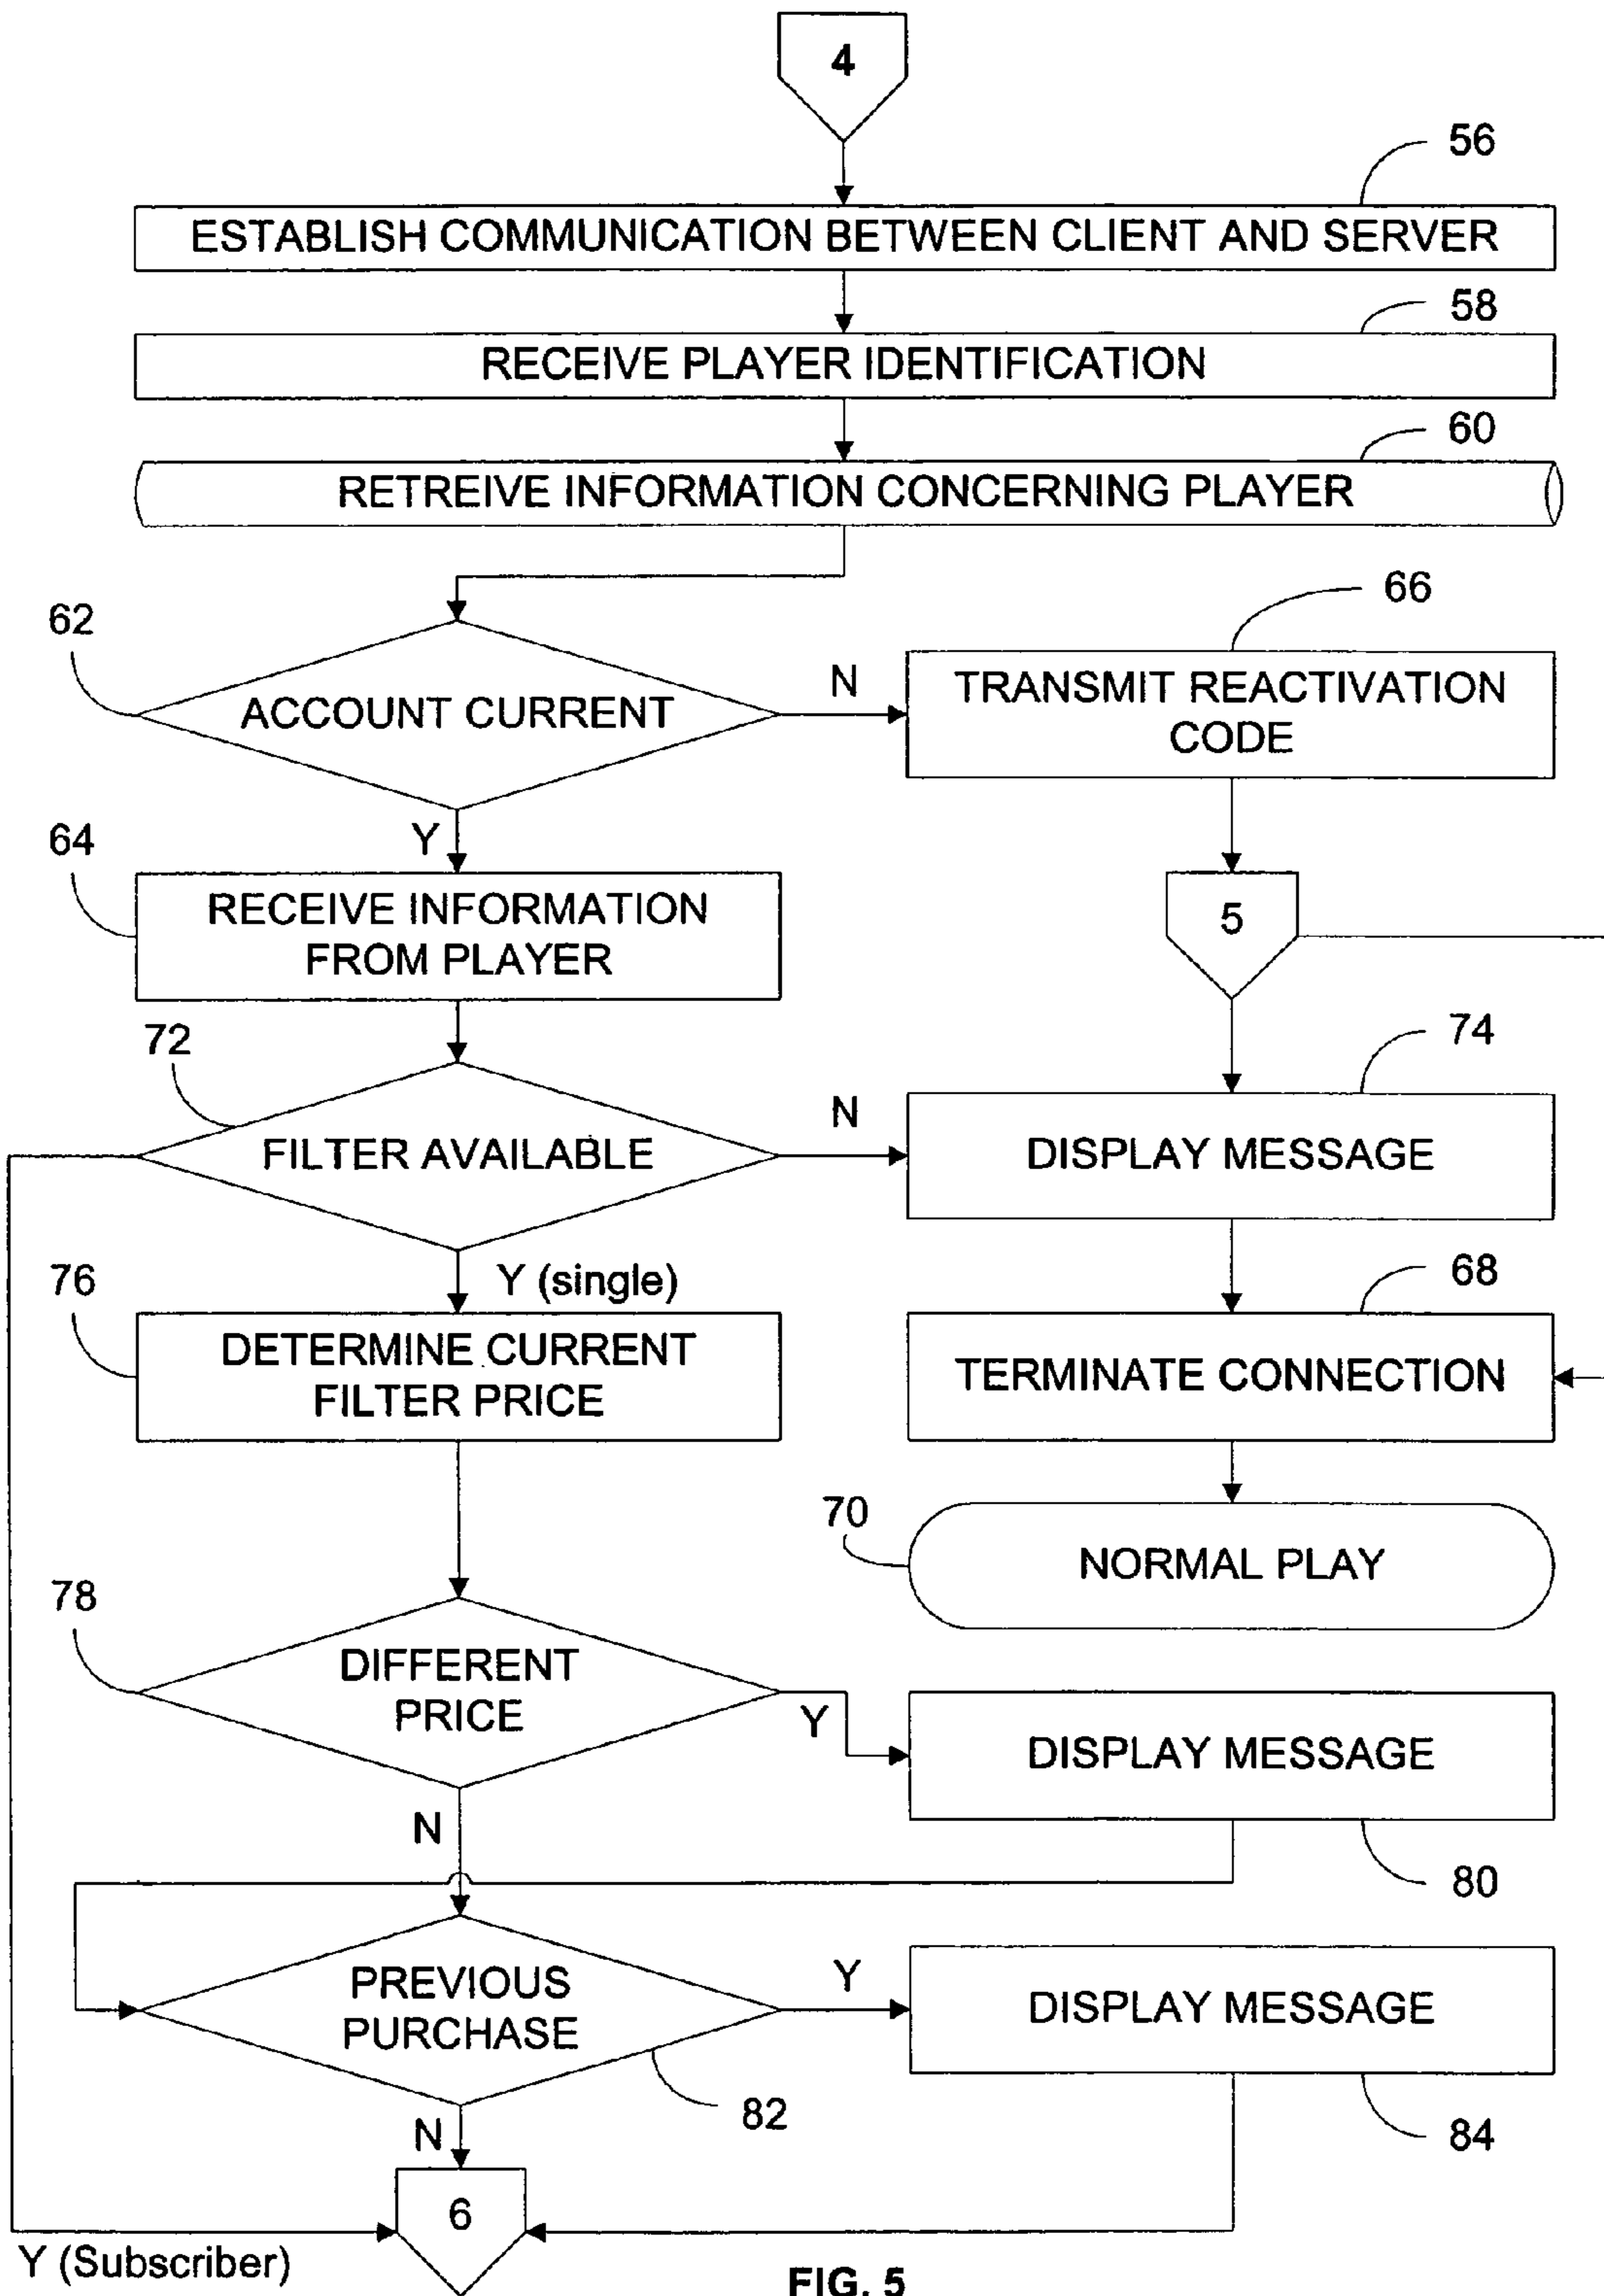 4
56
ESTABLISH COMMUNICATION BETWEEN CLIENT AND SERVER
58
RECEIVE PLAYER IDENTIFICATION
60
RETREIVE INFORMATION CONCERNING PLAYER
62
ACCOUNT CURRENT
N
66
TRANSMIT REACTIVATION
CODE
Y
64
RECEIVE INFORMATION
FROM PLAYER
5
72
FILTER AVAILABLE
N
74
DISPLAY MESSAGE
Y (single)
76
DETERMINE CURRENT
FILTER PRICE
68
TERMINATE CONNECTION
70
NORMAL PLAY
78
DIFFERENT
PRICE
Y
DISPLAY MESSAGE
80
N
PREVIOUS
PURCHASE
82
Y
DISPLAY MESSAGE
84
N
6
Y (Subscriber)
FIG. 5